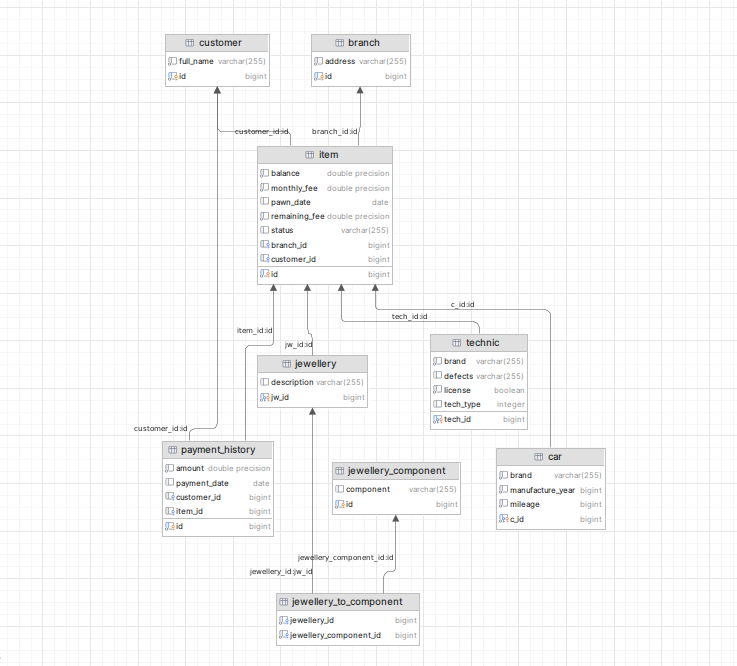 customer
full_name varchar(255)
id bigint
branch
address varchar(255)
id bigint
customer_id:id
branch_id:id
item
balance double precision
monthly_fee double precision
pawn_date date
remaining_fee double precision
status varchar(255)
branch_id bigint
customer_id bigint
id bigint
c_id:id
tech_id:id
item_id:id
jw_id:id
technic
brand varchar(255)
defects varchar(255)
license boolean
tech_type integer
tech_id bigint
jewellery
description varchar(255)
jw_id bigint
customer_id:id
payment_history
amount double precision
payment_date date
customer_id bigint
item_id bigint
id bigint
jewellery_component
component varchar(255)
id bigint
car
brand varchar(255)
manufacture_year bigint
mileage bigint
c_id bigint
jewellery_component_id:id
jewellery_id:jw_id
jewellery_to_component
jewellery_id bigint
jewellery_component_id bigint